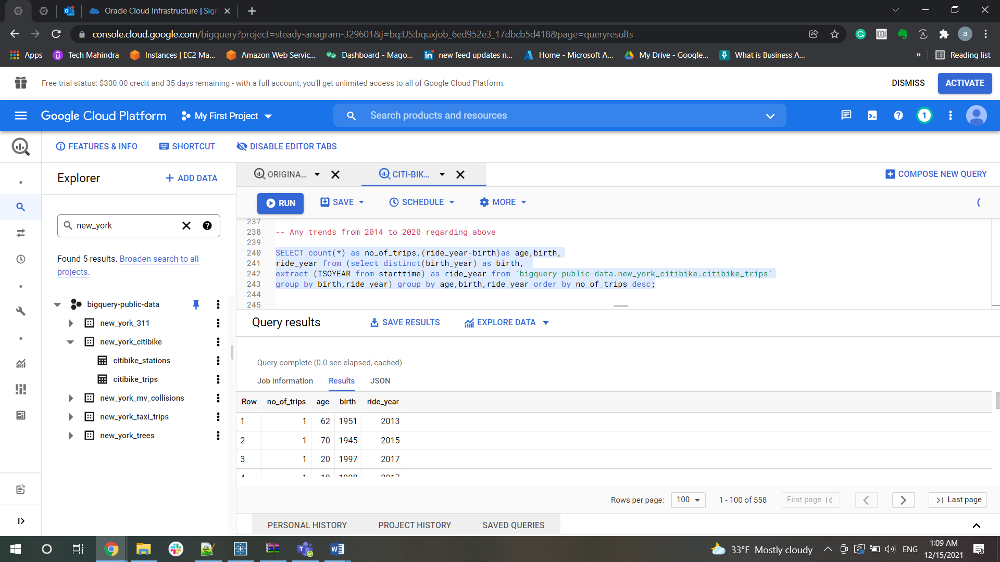 Oracle Cloud Infrastructure | Sign
console.cloud.google.com/bigquery?project=steady-anagram-329601&j=bq:US:bquxjob_6ed952e3_17dbcb5d418&page=queryresults
a
Apps
Tech Mahindra
Instances | EC2 Ma...
Amazon Web Servic...
Dashboard - Mago...
new feed updates n...
Home - Microsoft A...
My Drive - Google...
What is Business A...
»
Reading list
Free trial status: $300.00 credit and 35 days remaining - with a full account, you'll get unlimited access to all of Google Cloud Platform.
DISMISS
ACTIVATE
Google Cloud Platform
My First Project
Search products and resources
1
FEATURES & INFO
SHORTCUT
DISABLE EDITOR TABS
Explorer
+ ADD DATA
ORIGINA...
CITI-BIK...
COMPOSE NEW QUERY
RUN
SAVE
SCHEDULE
MORE
new_york
Found 5 results. Broaden search to all
projects.
bigquery-public-data
new_york_311
new_york_citibike
citibike_stations
citibike_trips
new_york_mv_collisions
new_york_taxi_trips
new_york_trees
237
238 -- Any trends from 2014 to 2020 regarding above
239
240 SELECT count(*) as no_of_trips,(ride_year-birth)as age,birth,
241 ride_year from (select distinct(birth_year) as birth,
242 extract (ISOYEAR from starttime) as ride_year from `bigquery-public-data.new_york_citibike.citibike_trips`
243 group by birth,ride_year) group by age,birth,ride_year order by no_of_trips desc;
244
245
Query results
SAVE RESULTS
EXPLORE DATA
Query complete (0.0 sec elapsed, cached)
Job information
Results
JSON
Row no_of_trips age birth ride_year
1 1 62 1951 2013
2 1 70 1945 2015
3 1 20 1997 2017
Rows per page:
100
1 - 100 of 558
First page
Last page
PERSONAL HISTORY
PROJECT HISTORY
SAVED QUERIES
33°F Mostly cloudy
ENG
1:09 AM
12/15/2021